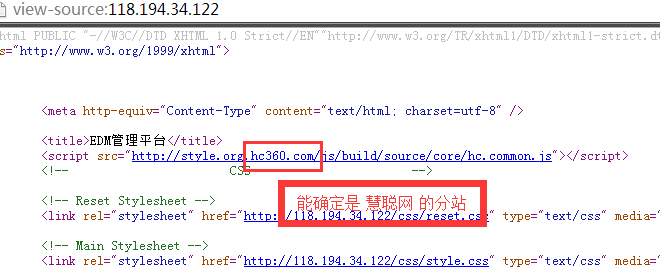 view-source:118.194.34.122
html PUBLIC "-//W3C//DTD XHTML 1.0 Strict//EN""http://www.w3.org/TR/xhtml1/DTD/xhtml1-strict.dt
s="http://www.w3.org/1999/xhtml">
<meta http-equiv="Content-Type" content="text/html; charset=utf-8" />
<title>EDM管理平台</title>
<script src="http://style.org.hc360.com/js/build/source/core/hc.common.js"></script>
<!-- CSS -->
能确定是 慧聪网 的分站
<!-- Reset Stylesheet -->
<link rel="stylesheet" href="http://118.194.34.122/css/reset.css" type="text/css" media="
<!-- Main Stylesheet -->
<link rel="stylesheet" href="http://118.194.34.122/css/style.css" type="text/css" media="